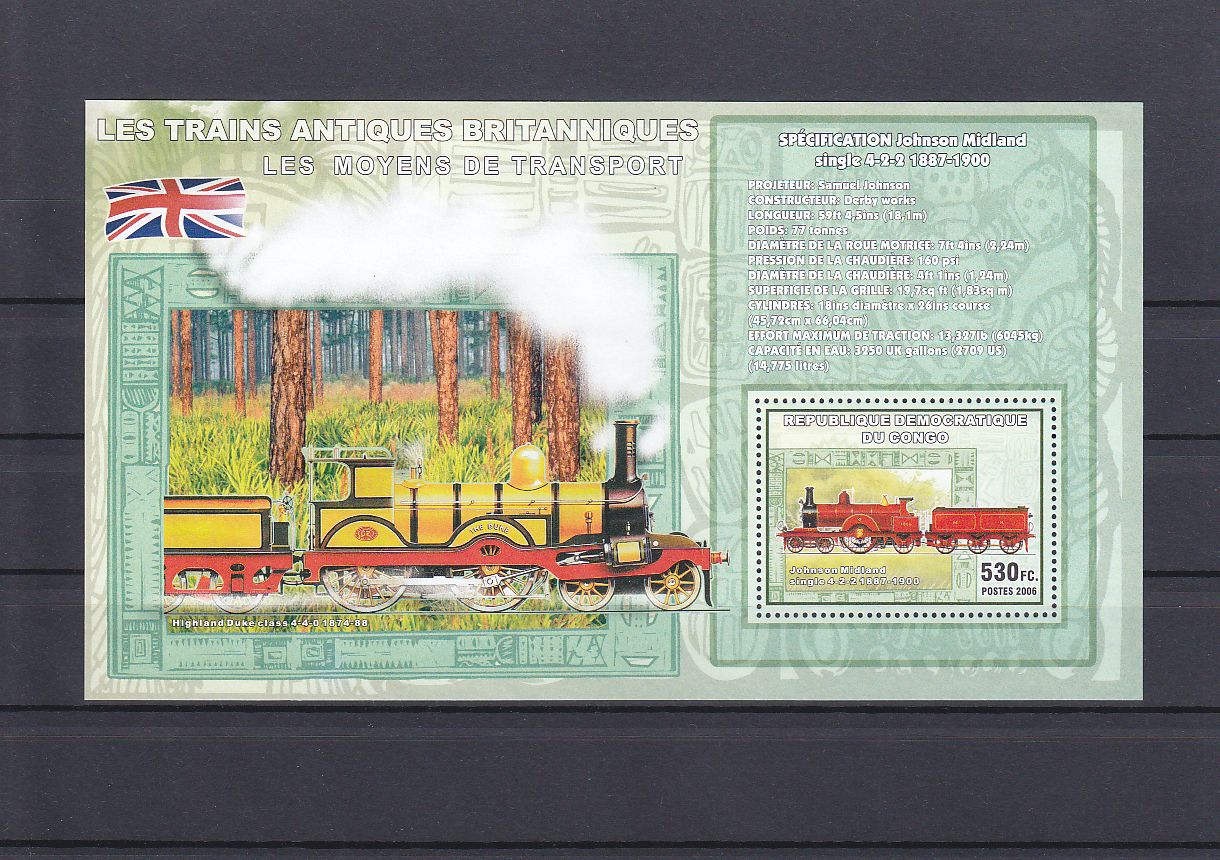 LES TRAINS ANTIQUES BRITANNIQUES
LES MOYENS DE TRANSPORT
THE DUKE
Highland Duke class 4-4-0 1874-88
SPÉCIFICATION Johnson Midland
single 4-2-2 1887-1900
PROJETEUR: Samuel Johnson
CONSTRUCTEUR: Derby works
LONGUEUR: 59ft 4,5ins (18,1m)
POIDS: 77 tonnes
DIAMÈTRE DE LA ROUE MOTRICE: 7ft 4ins (2,24m)
PRESSION DE LA CHAUDIÈRE: 160 psi
DIAMÈTRE DE LA CHAUDIÈRE: 4ft 1ins (1,24m)
SUPERFICIE DE LA GRILLE: 19,7sq ft (1,83sq m)
CYLINDRES: 18ins diamètre x 26ins course
(45,72cm x 66,04cm)
EFFORT MAXIMUM DE TRACTION: 13,327lb (6045kg)
CAPACITÉ EN EAU: 3250 UK gallons (2709 US)
(14,775 litres)
REPUBLIQUE DEMOCRATIQUE
DU CONGO
Johnson Midland
single 4-2-2 1887-1900
530FC.
POSTES 2006